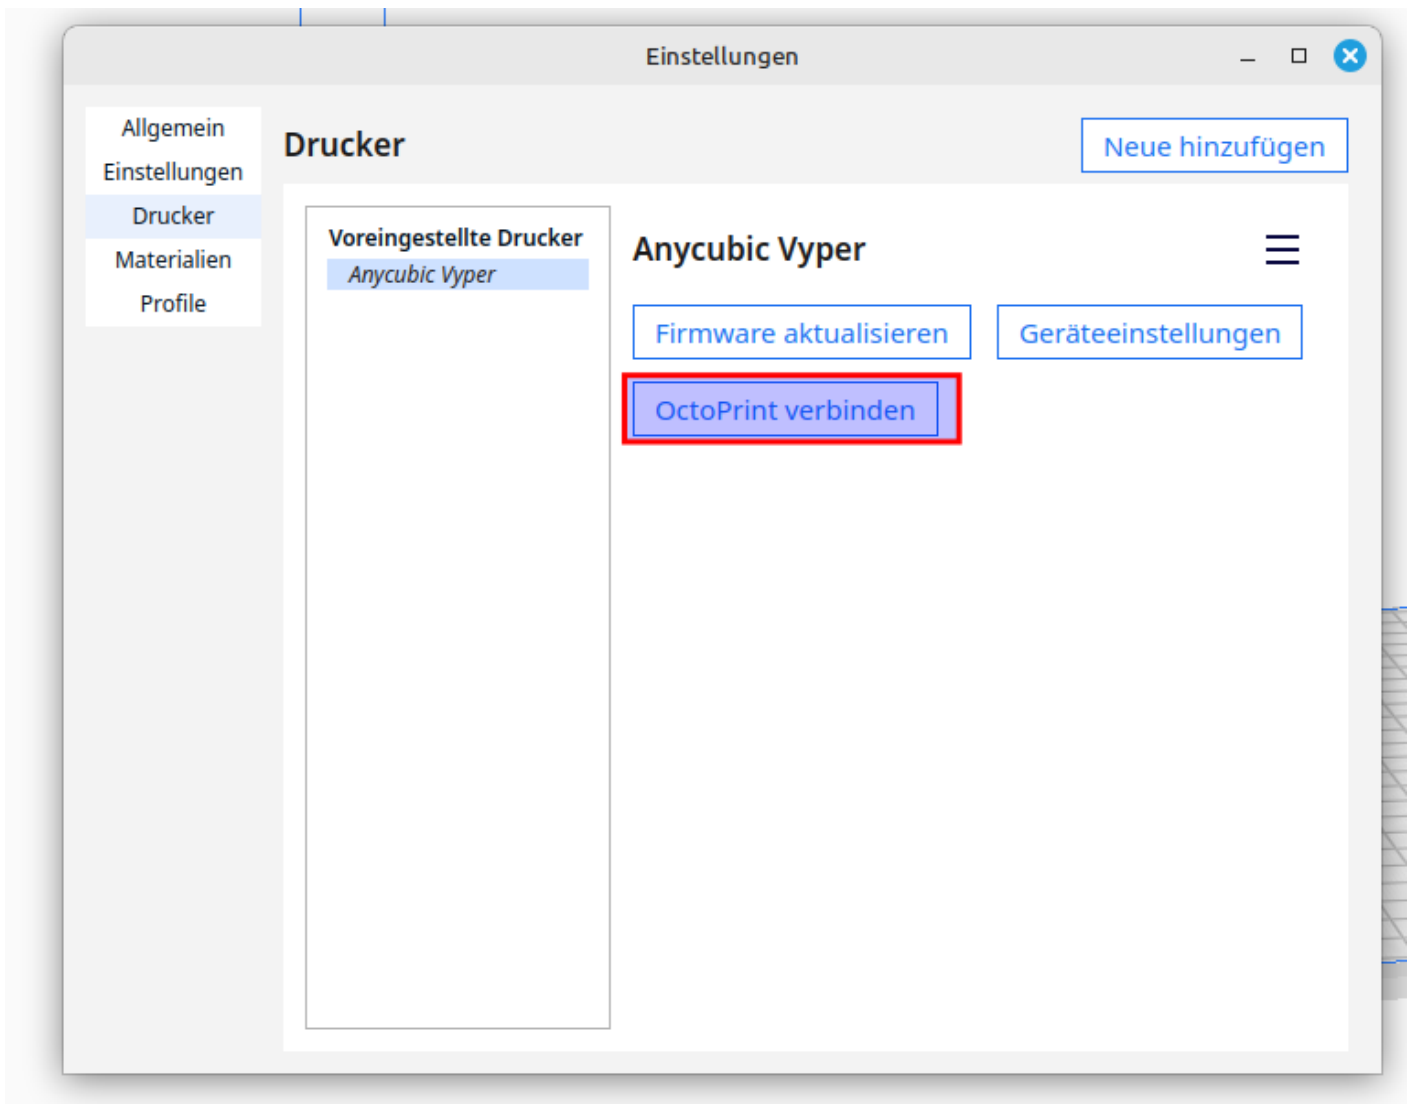 Einstellungen
Allgemein
Einstellungen
Drucker
Materialien
Profile
Drucker
Neue hinzufügen
Voreingestellte Drucker
Anycubic Vyper
Anycubic Vyper
Firmware aktualisieren
Geräteeinstellungen
OctoPrint verbinden